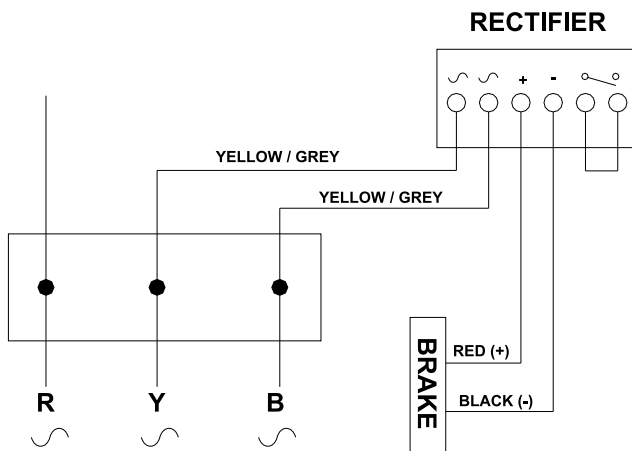 RECTIFIER
+ -
YELLOW / GREY
YELLOW / GREY
BRAKE
RED (+)
BLACK (-)
R Y B